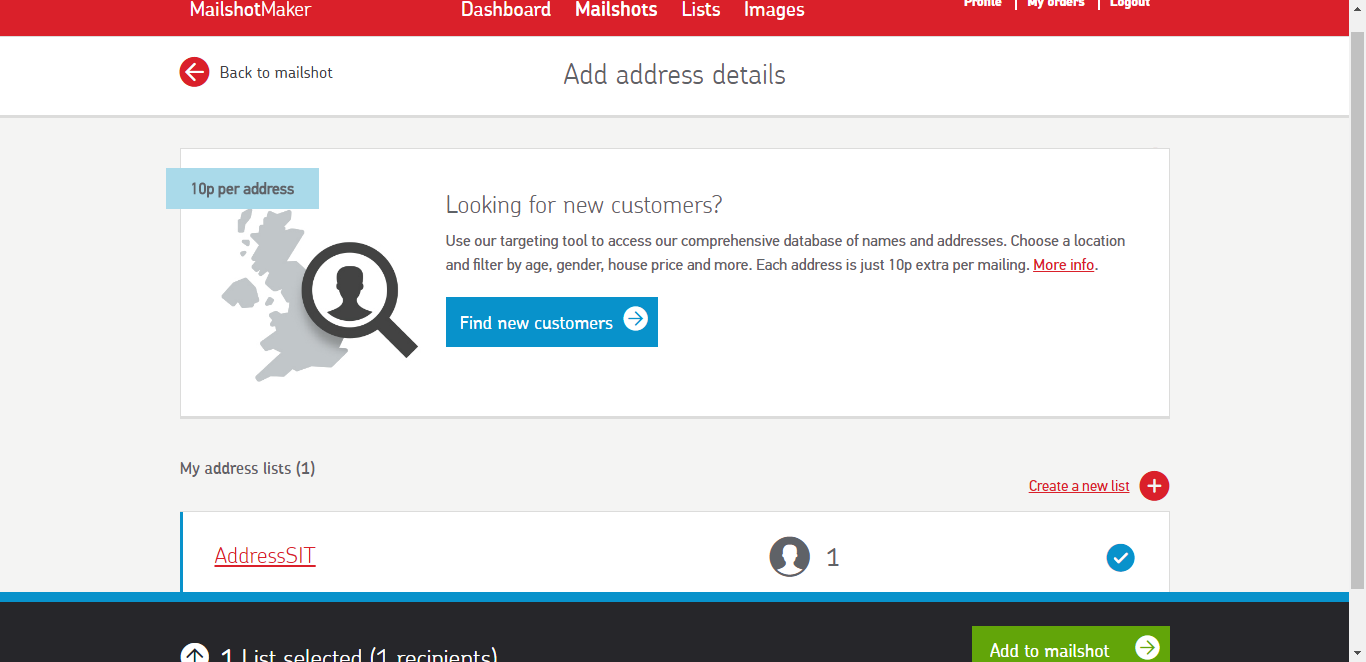 MailshotMaker
Dashboard Mailshots Lists Images
Profile My orders Logout
Back to mailshot
Add address details
10p per address
Looking for new customers?
Use our targeting tool to access our comprehensive database of names and addresses. Choose a location
and filter by age, gender, house price and more. Each address is just 10p extra per mailing. More info.
Find new customers
My address lists (1)
Create a new list
AddressSIT
1
1 List selected (1 recipients)
Add to mailshot